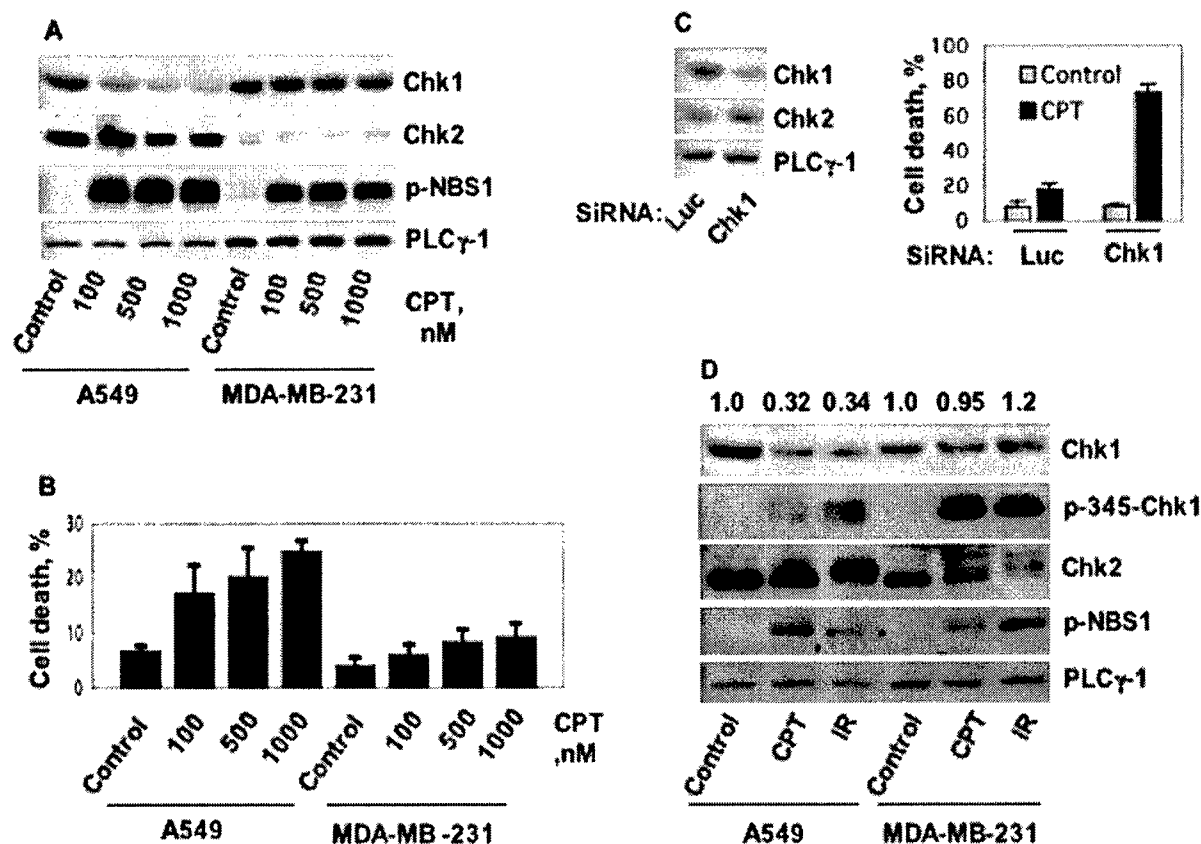 A
Chk1
Chk2
p-NBS1
PLCγ-1
Control 100 500 1000 Control 100 500 1000 CPT, nM
A549 MDA-MB-231
B
Cell death, %
30
20
10
0
Control 100 500 1000 Control 100 500 1000 CPT ,nM
A549 MDA-MB-231
C
Chk1
Chk2
PLCγ-1
SiRNA: Luc Chk1
Cell death, %
100
80
60
40
20
0
Control
CPT
SiRNA: Luc Chk1
D
1.0 0.32 0.34 1.0 0.95 1.2
Chk1
p-345-Chk1
Chk2
p-NBS1
PLCγ-1
Control CPT IR Control CPT IR
A549 MDA-MB-231